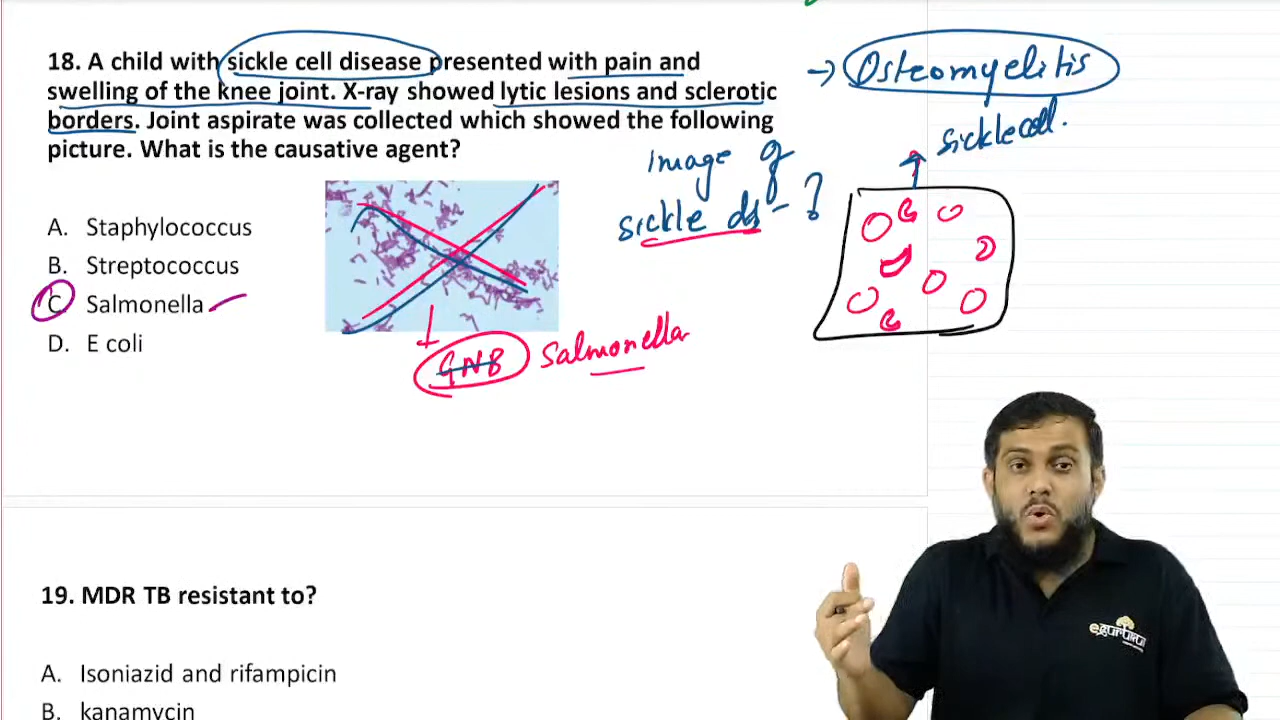 18. A child with sickle cell disease presented with pain and
swelling of the knee joint. X-ray showed lytic lesions and sclerotic
borders. Joint aspirate was collected which showed the following
picture. What is the causative agent?
→ Osteomyelitis
sickle cell.
image of
sickle ds - ?
A. Staphylococcus
B. Streptococcus
C. Salmonella
D. E coli
GNB Salmonella
19. MDR TB resistant to?
A. Isoniazid and rifampicin
B. kanamycin
egurukul